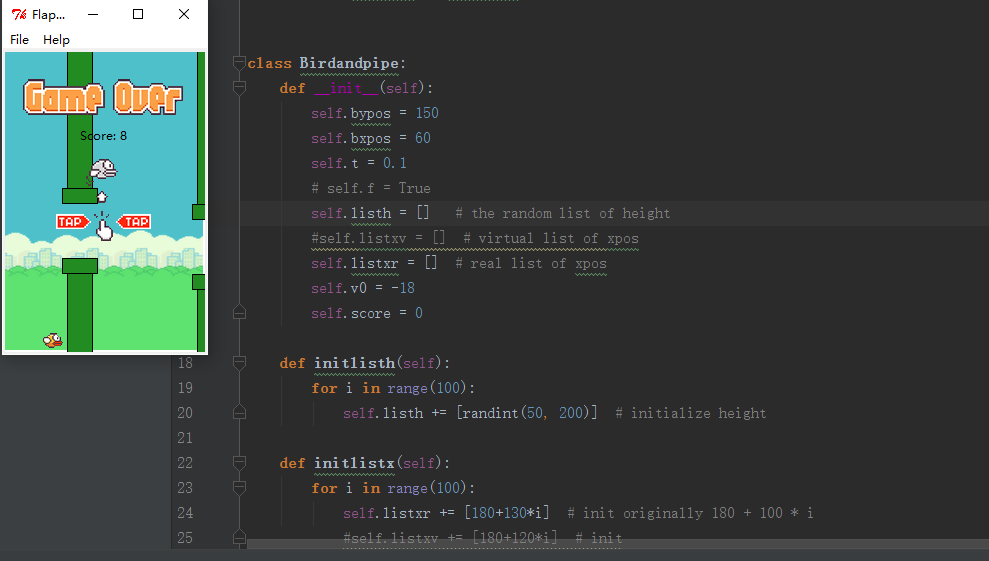 Flap...
File Help
Game Over
Score: 8
TAP TAP
class Birdandpipe:
def __init__(self):
self.bypos = 150
self.bxpos = 60
self.t = 0.1
# self.f = True
self.listh = [] # the random list of height
#self.listxv = [] # virtual list of xpos
self.listxr = [] # real list of xpos
self.v0 = -18
self.score = 0
18 def initlisth(self):
19 for i in range(100):
20 self.listh += [randint(50, 200)] # initialize height
21
22 def initlistx(self):
23 for i in range(100):
24 self.listxr += [180+130*i] # init originally 180 + 100 * i
25 #self.listxv += [180+120*i] # init